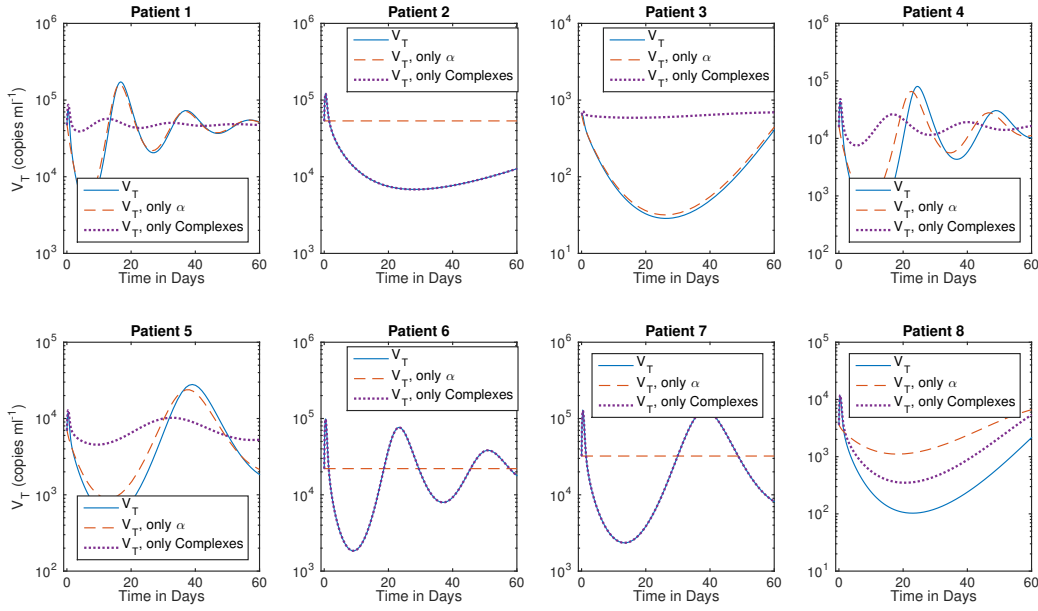 Patient 1
V_T (copies ml^-1)
10^6
10^5
10^4
10^3
V_T
V_T, only α
V_T, only Complexes
0 20 40 60
Time in Days
Patient 2
10^6
10^5
10^4
10^3
V_T
V_T, only α
V_T, only Complexes
0 20 40 60
Time in Days
Patient 3
10^4
10^3
10^2
10^1
V_T
V_T, only α
V_T, only Complexes
0 20 40 60
Time in Days
Patient 4
10^6
10^5
10^4
10^3
10^2
V_T
V_T, only α
V_T, only Complexes
0 20 40 60
Time in Days
Patient 5
V_T (copies ml^-1)
10^5
10^4
10^3
10^2
V_T
V_T, only α
V_T, only Complexes
0 20 40 60
Time in Days
Patient 6
10^6
10^5
10^4
10^3
V_T
V_T, only α
V_T, only Complexes
0 20 40 60
Time in Days
Patient 7
10^6
10^5
10^4
10^3
V_T
V_T, only α
V_T, only Complexes
0 20 40 60
Time in Days
Patient 8
10^5
10^4
10^3
10^2
10^1
V_T
V_T, only α
V_T, only Complexes
0 20 40 60
Time in Days